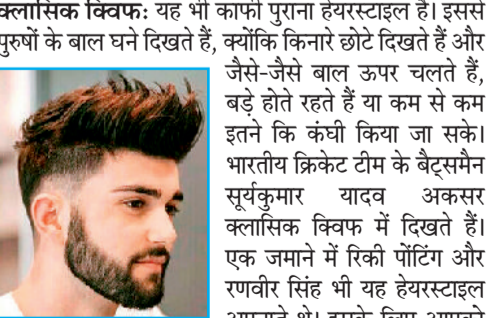 क्लासिक क्विफ: यह भी काफी पुराना हेयरस्टाइल है। इससे
पुरुषों के बाल घने दिखते हैं, क्योंकि किनारे छोटे दिखते हैं और
जैसे-जैसे बाल ऊपर चलते हैं,
बड़े होते रहते हैं या कम से कम
इतने कि कंघी किया जा सके।
भारतीय क्रिकेट टीम के बैट्समैन
सूर्यकुमार यादव अकसर
क्लासिक क्विफ में दिखते हैं।
एक जमाने में रिकी पोंटिंग और
रणवीर सिंह भी यह हेयरस्टाइल